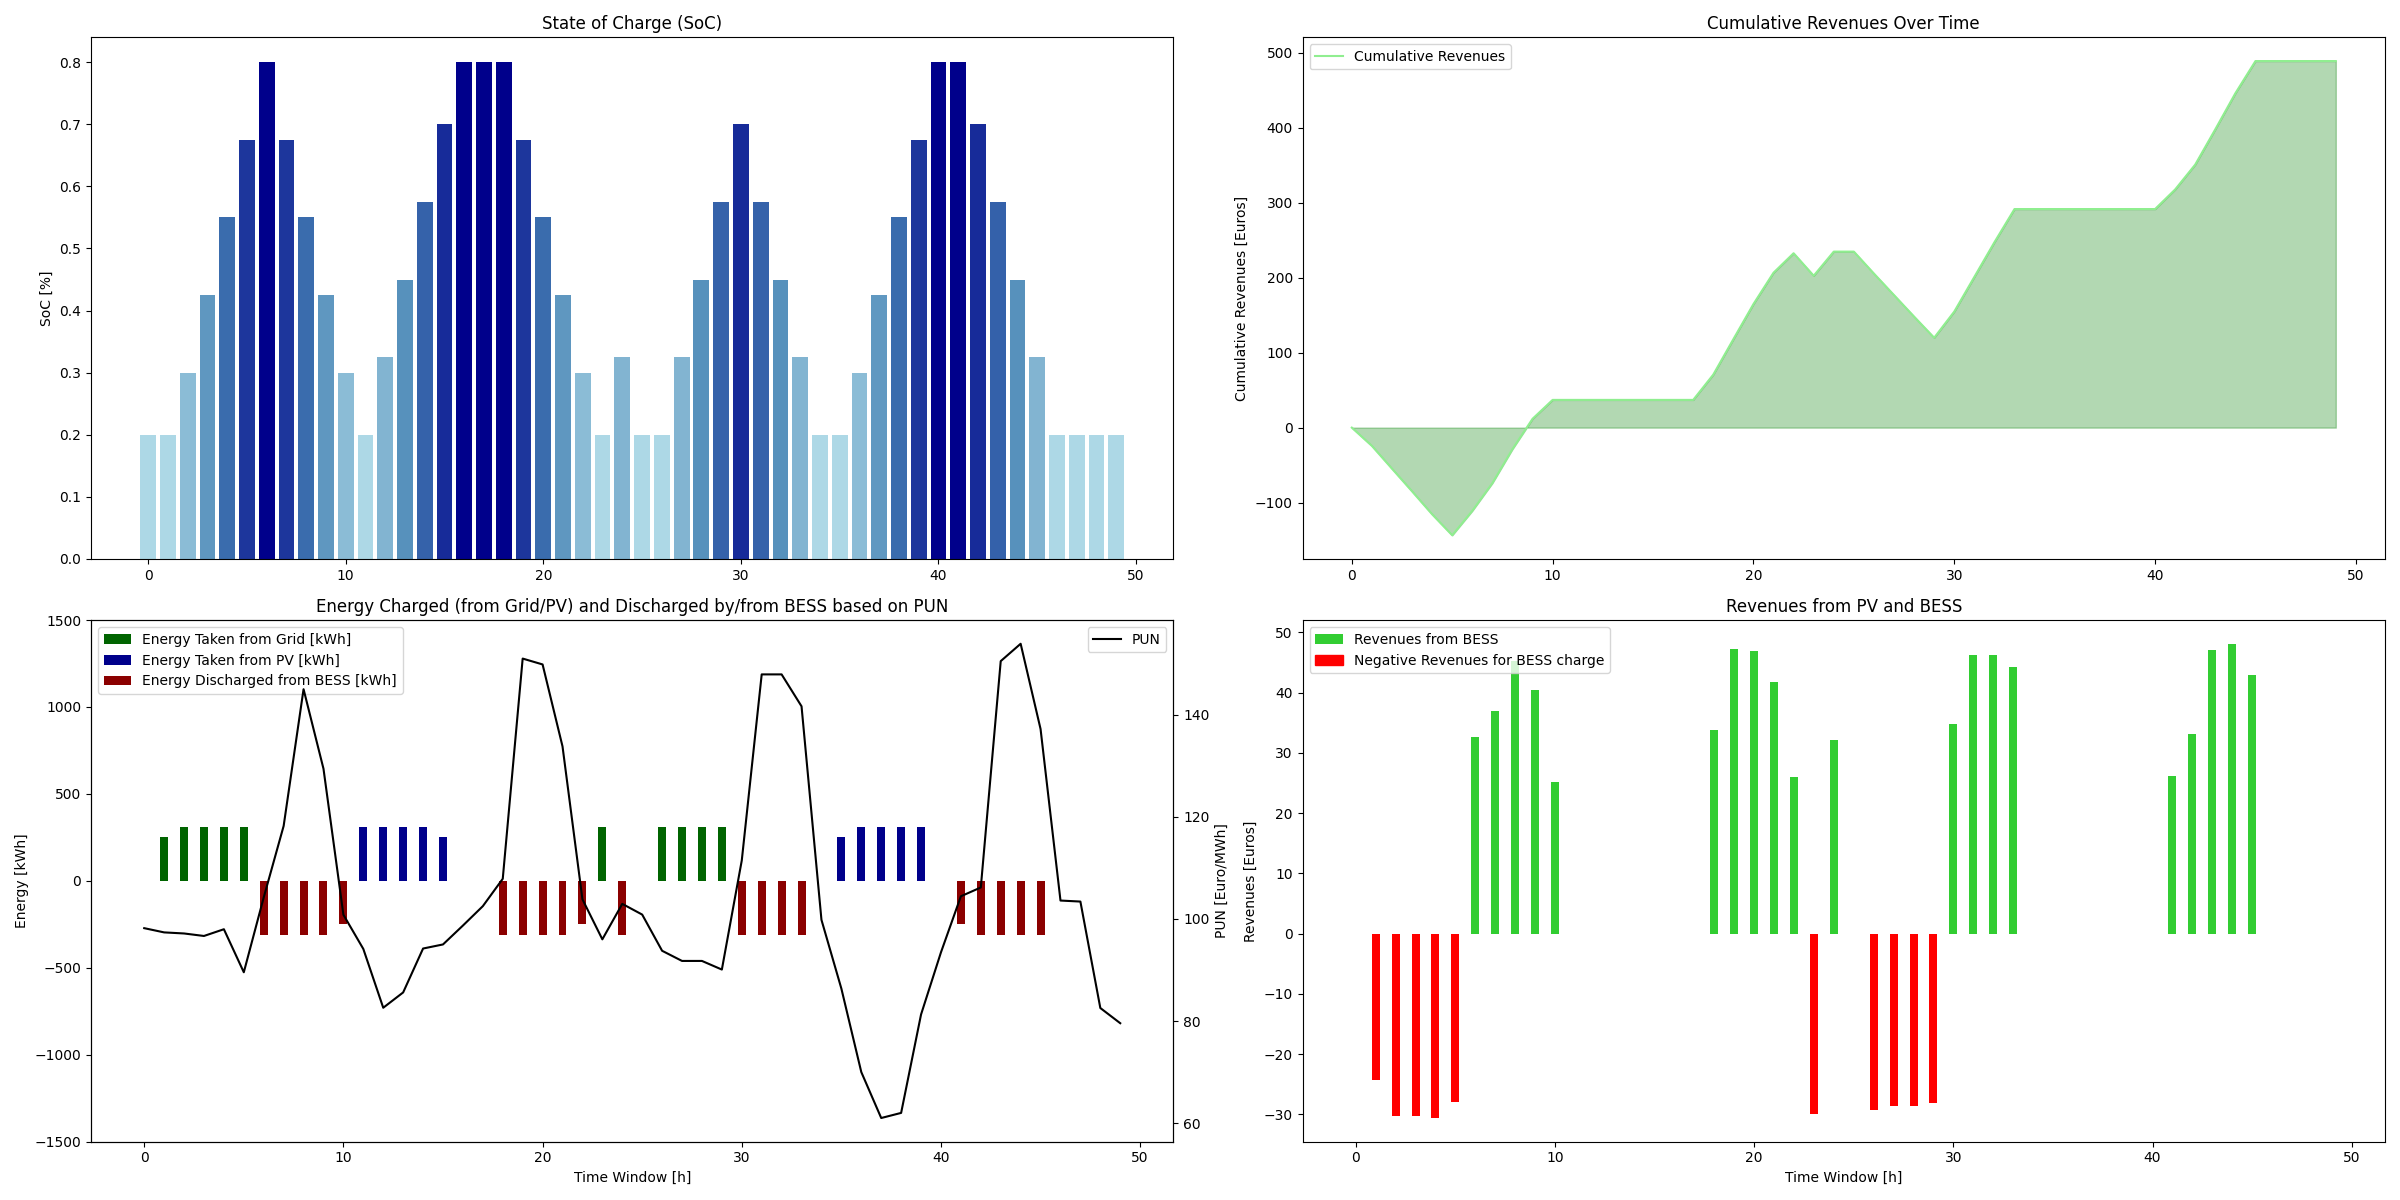 State of Charge (SoC)
SoC [%]
0.8
0.7
0.6
0.5
0.4
0.3
0.2
0.1
0.0
0 10 20 30 40 50
Cumulative Revenues Over Time
Cumulative Revenues
Cumulative Revenues [Euros]
500
400
300
200
100
0
−100
0 10 20 30 40 50
Energy Charged (from Grid/PV) and Discharged by/from BESS based on PUN
Energy Taken from Grid [kWh]
Energy Taken from PV [kWh]
Energy Discharged from BESS [kWh]
PUN
Energy [kWh]
1500
1000
500
0
−500
−1000
−1500
140
120
100
80
60
PUN [Euro/MWh]
0 10 20 30 40 50
Time Window [h]
Revenues from PV and BESS
Revenues from BESS
Negative Revenues for BESS charge
Revenues [Euros]
50
40
30
20
10
0
−10
−20
−30
0 10 20 30 40 50
Time Window [h]